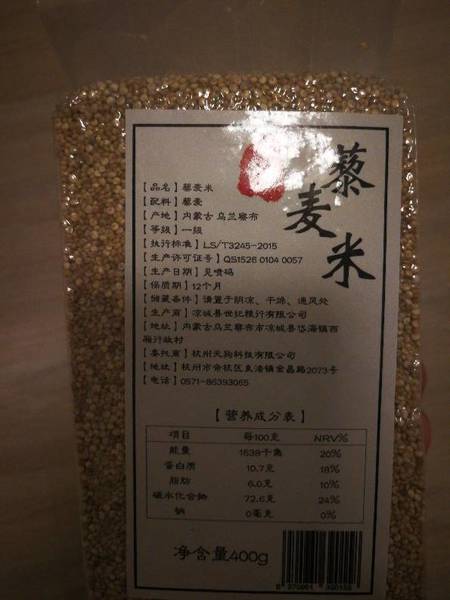 藜麦米
【品名】藜麦米
【配料】藜麦
【产地】内蒙古 乌兰察布
【等级】一级
【执行标准】LS/T3245-2015
【生产许可证号】QS1526 0104 0057
【生产日期】见喷码
【保质期】12个月
【储藏条件】请置于阴凉、干燥、通风处
【生产商】凉城县世纪粮行有限公司
【地址】内蒙古乌兰察布市凉城县岱海镇西
厢行政村
【委托商】杭州天驹科技有限公司
【地址】杭州市余杭区良渚镇金昌路2073号
【电话】0571-86393065
【营养成分表】
项目 每100克 NRV%
能量 1638千焦 20%
蛋白质 10.7克 18%
脂肪 6.0克 10%
碳水化合物 72.6克 24%
钠 0毫克 0%
净含量400g